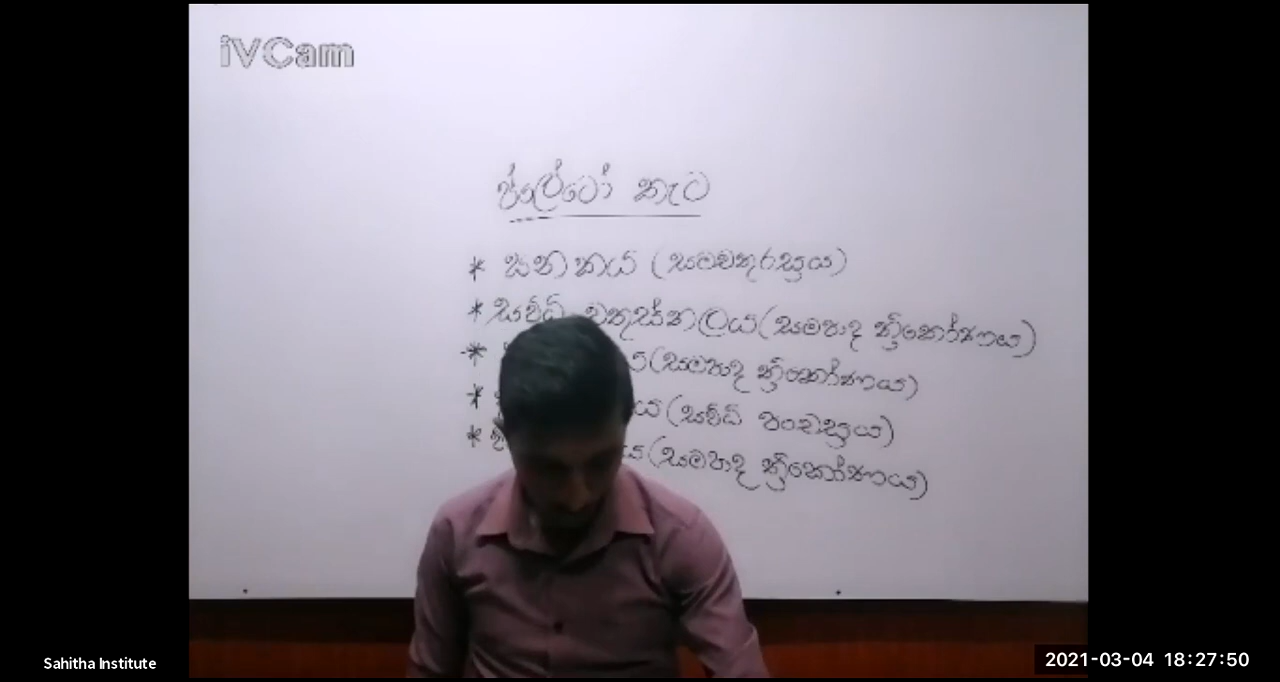 iVCam
ප්ලේටෝ කැට
* ඝනකය (සමචතුරස්‍රය)
* සවිධි චතුස්තලය (සමපාද ත්‍රිකෝණය)
* (සමපාද ත්‍රිකෝණය)
* ය (සවිධි පංචාස්‍රය)
* ය (සමපාද ත්‍රිකෝණය)
Sahitha Institute
2021-03-04 18:27:50